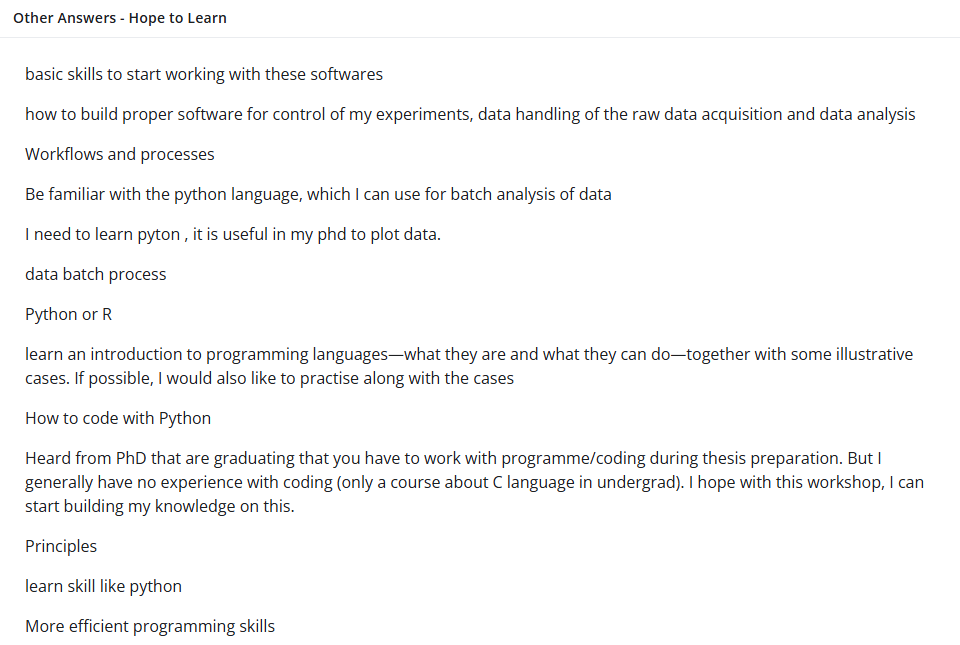 Other Answers - Hope to Learn
basic skills to start working with these softwares
how to build proper software for control of my experiments, data handling of the raw data acquisition and data analysis
Workflows and processes
Be familiar with the python language, which I can use for batch analysis of data
I need to learn pyton , it is useful in my phd to plot data.
data batch process
Python or R
learn an introduction to programming languages—what they are and what they can do—together with some illustrative
cases. If possible, I would also like to practise along with the cases
How to code with Python
Heard from PhD that are graduating that you have to work with programme/coding during thesis preparation. But I
generally have no experience with coding (only a course about C language in undergrad). I hope with this workshop, I can
start building my knowledge on this.
Principles
learn skill like python
More efficient programming skills